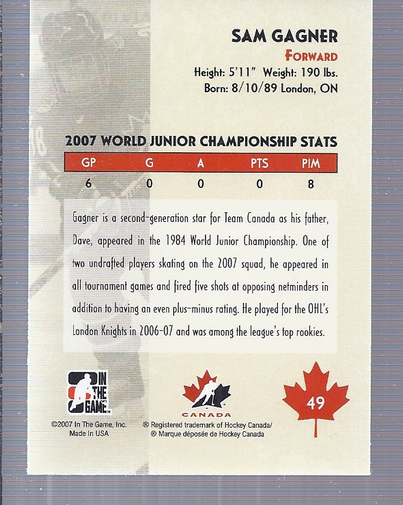 SAM GAGNER
FORWARD
Height: 5'11" Weight: 190 lbs.
Born: 8/10/89 London, ON
2007 WORLD JUNIOR CHAMPIONSHIP STATS
GP G A PTS PIM
6 0 0 0 8
Gagner is a second-generation star for Team Canada as his father,
Dave, appeared in the 1984 World Junior Championship. One of
two undrafted players skating on the 2007 squad, he appeared in
all tournament games and fired five shots at opposing netminders in
addition to having an even plus-minus rating. He played for the OHL's
London Knights in 2006-07 and was among the league's top rookies.
IN
THE
GAME
CANADA
49
©2007 In The Game, Inc.
Made In USA
® Registered trademark of Hockey Canada/
® Marque déposée de Hockey Canada